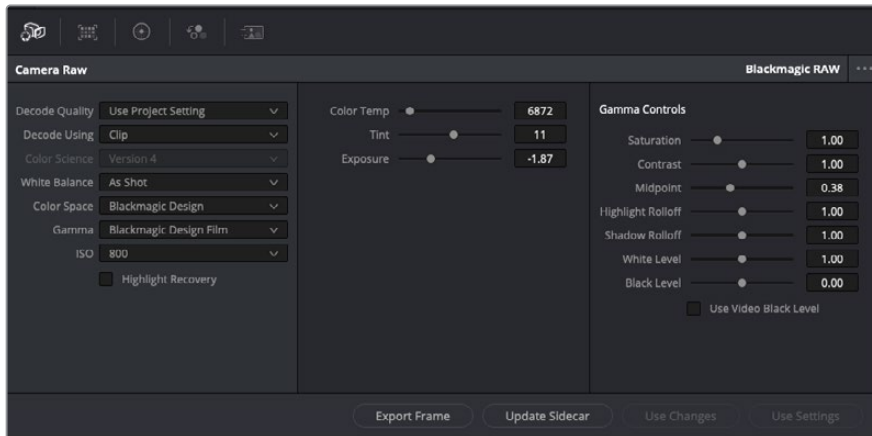 Camera Raw
Blackmagic RAW
Decode Quality Use Project Setting
Decode Using Clip
Color Science Version 4
White Balance As Shot
Color Space Blackmagic Design
Gamma Blackmagic Design Film
ISO 800
Highlight Recovery
Color Temp 6872
Tint 11
Exposure -1.87
Gamma Controls
Saturation 1.00
Contrast 1.00
Midpoint 0.38
Highlight Rolloff 1.00
Shadow Rolloff 1.00
White Level 1.00
Black Level 0.00
Use Video Black Level
Export Frame
Update Sidecar
Use Changes
Use Settings